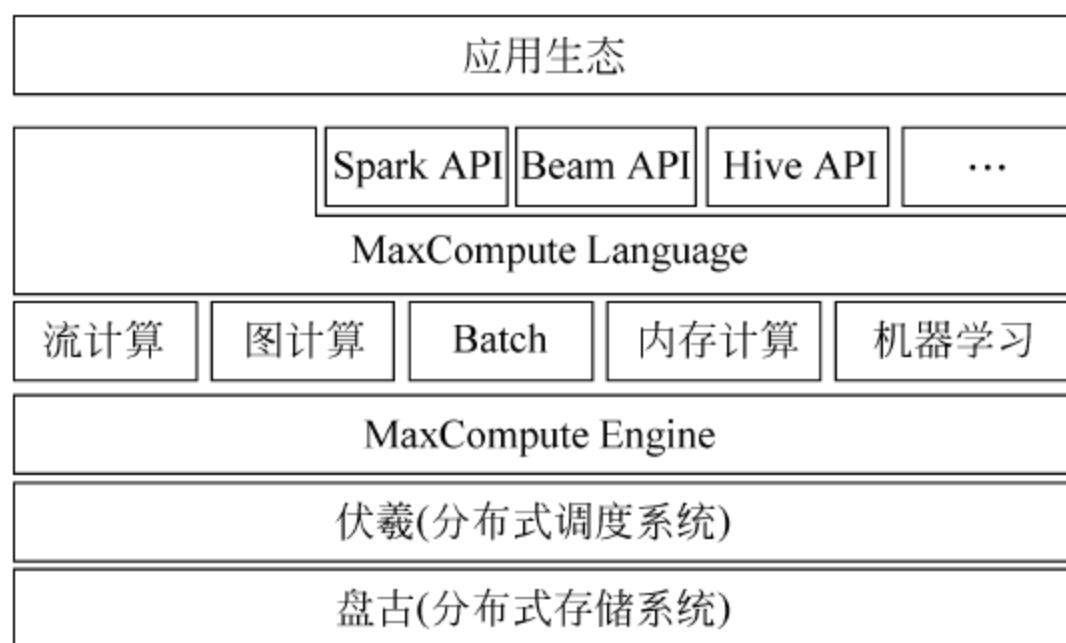 应用生态
Spark API Beam API Hive API …
MaxCompute Language
流计算 图计算 Batch 内存计算 机器学习
MaxCompute Engine
伏羲(分布式调度系统)
盘古(分布式存储系统)